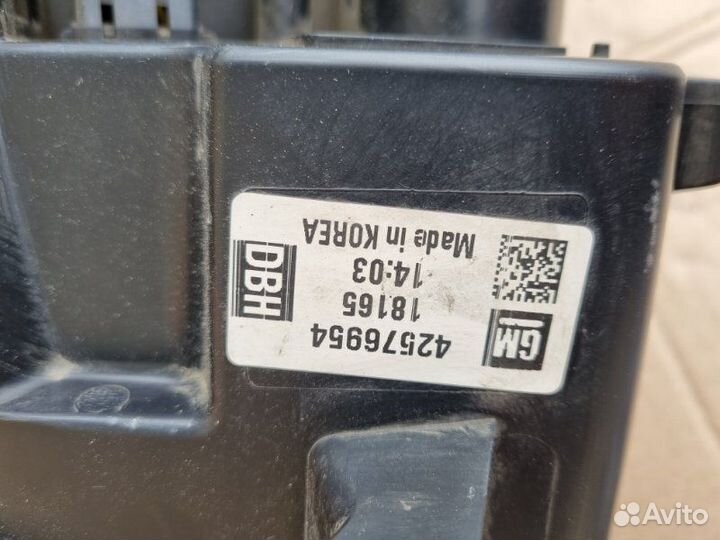 GM
42576954
18165
14:03
Made in KOREA
DBH
Avito